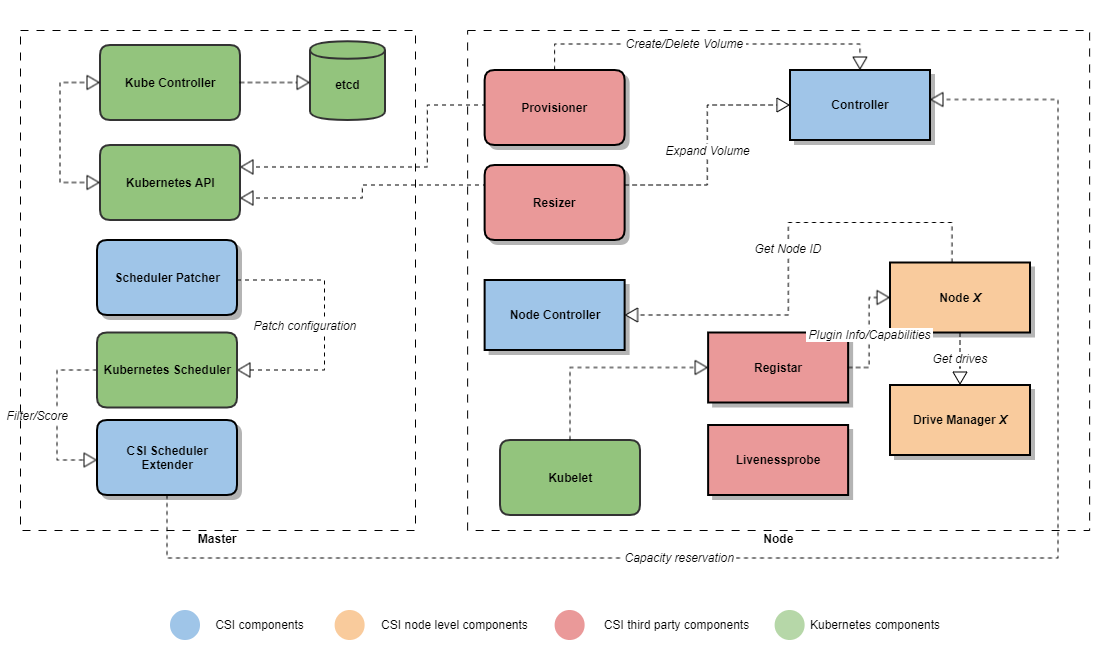 Kube Controller
etcd
Kubernetes API
Scheduler Patcher
Patch configuration
Kubernetes Scheduler
Filter/Score
CSI Scheduler
Extender
Master
Create/Delete Volume
Provisioner
Controller
Expand Volume
Resizer
Get Node ID
Node Controller
Node X
Plugin Info/Capabilities
Get drives
Registar
Drive Manager X
Livenessprobe
Kubelet
Node
Capacity reservation
CSI components
CSI node level components
CSI third party components
Kubernetes components